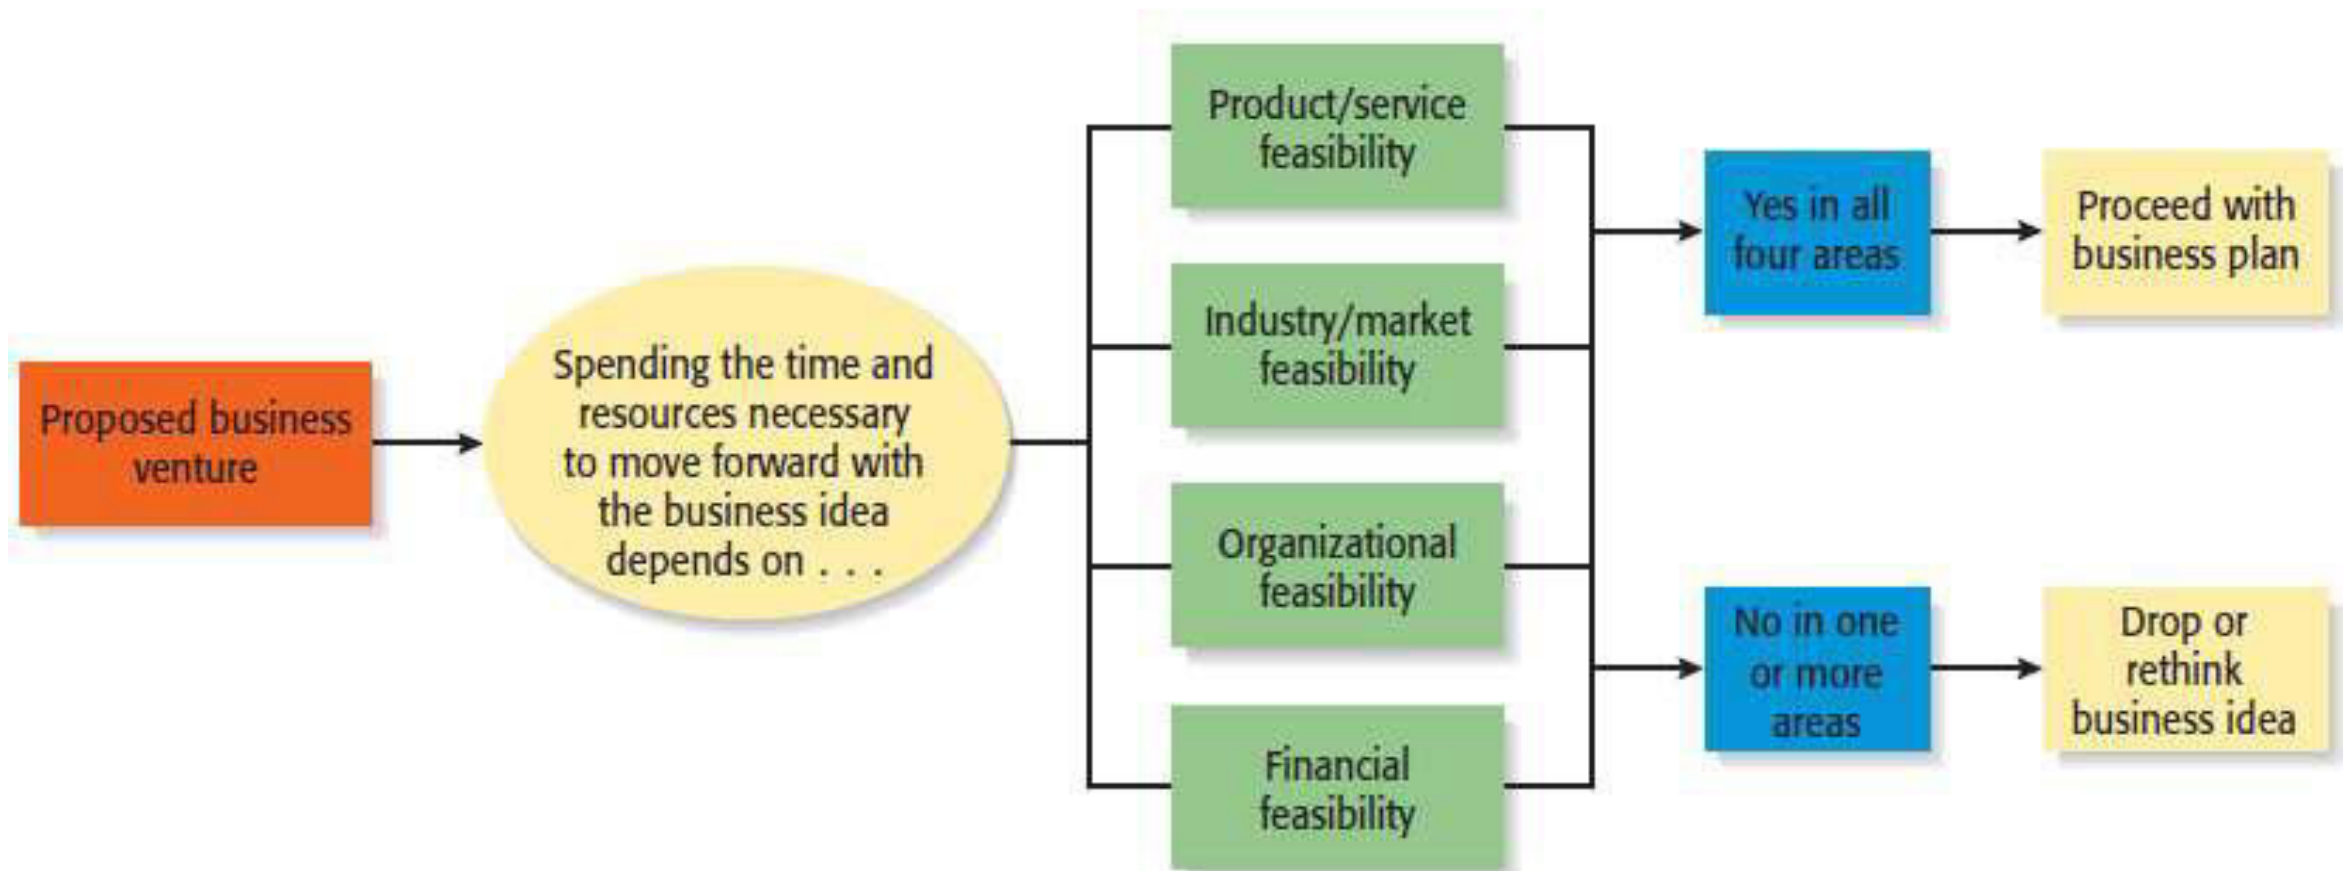 Proposed business
venture
Spending the time and
resources necessary
to move forward with
the business idea
depends on . . .
Product/service
feasibility
Industry/market
feasibility
Organizational
feasibility
Financial
feasibility
Yes in all
four areas
Proceed with
business plan
No in one
or more
areas
Drop or
rethink
business idea